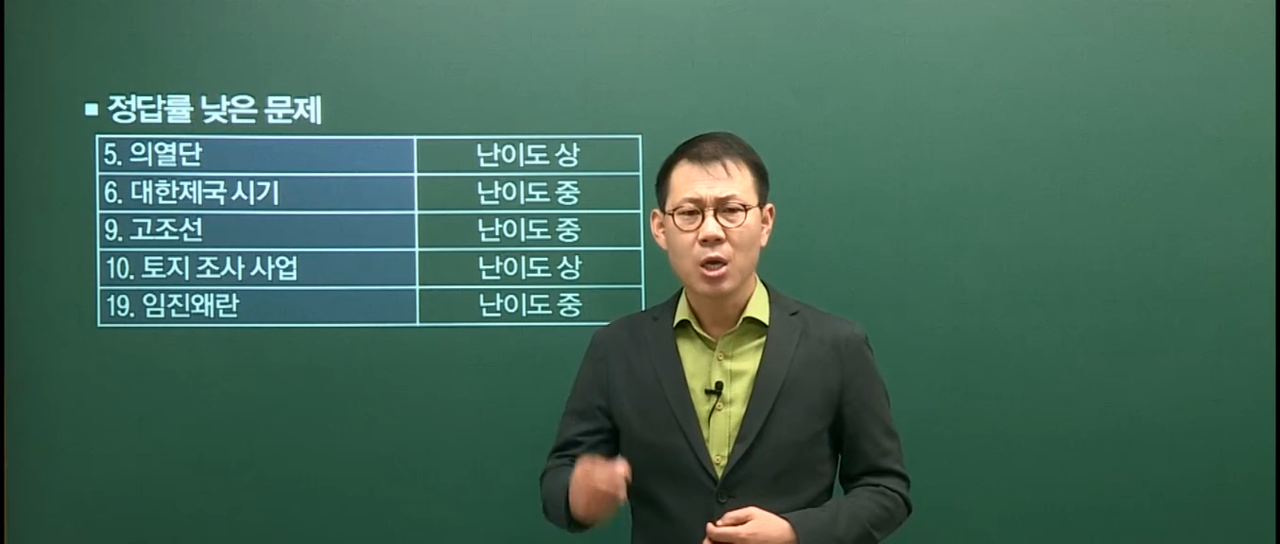 ▪ 정답률 낮은 문제
5. 의열단 난이도 상
6. 대한제국 시기 난이도 중
9. 고조선 난이도 중
10. 토지 조사 사업 난이도 상
19. 임진왜란 난이도 중